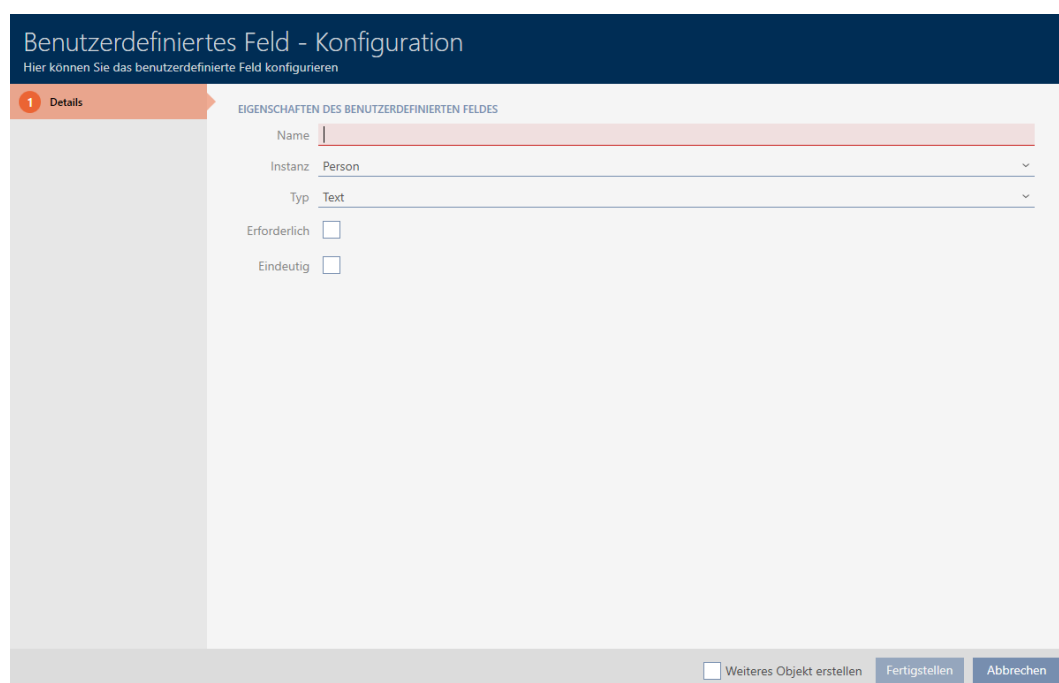 Benutzerdefiniertes Feld - Konfiguration
Hier können Sie das benutzerdefinierte Feld konfigurieren
1 Details
EIGENSCHAFTEN DES BENUTZERDEFINIERTEN FELDES
Name
Instanz Person
Typ Text
Erforderlich
Eindeutig
Weiteres Objekt erstellen Fertigstellen Abbrechen